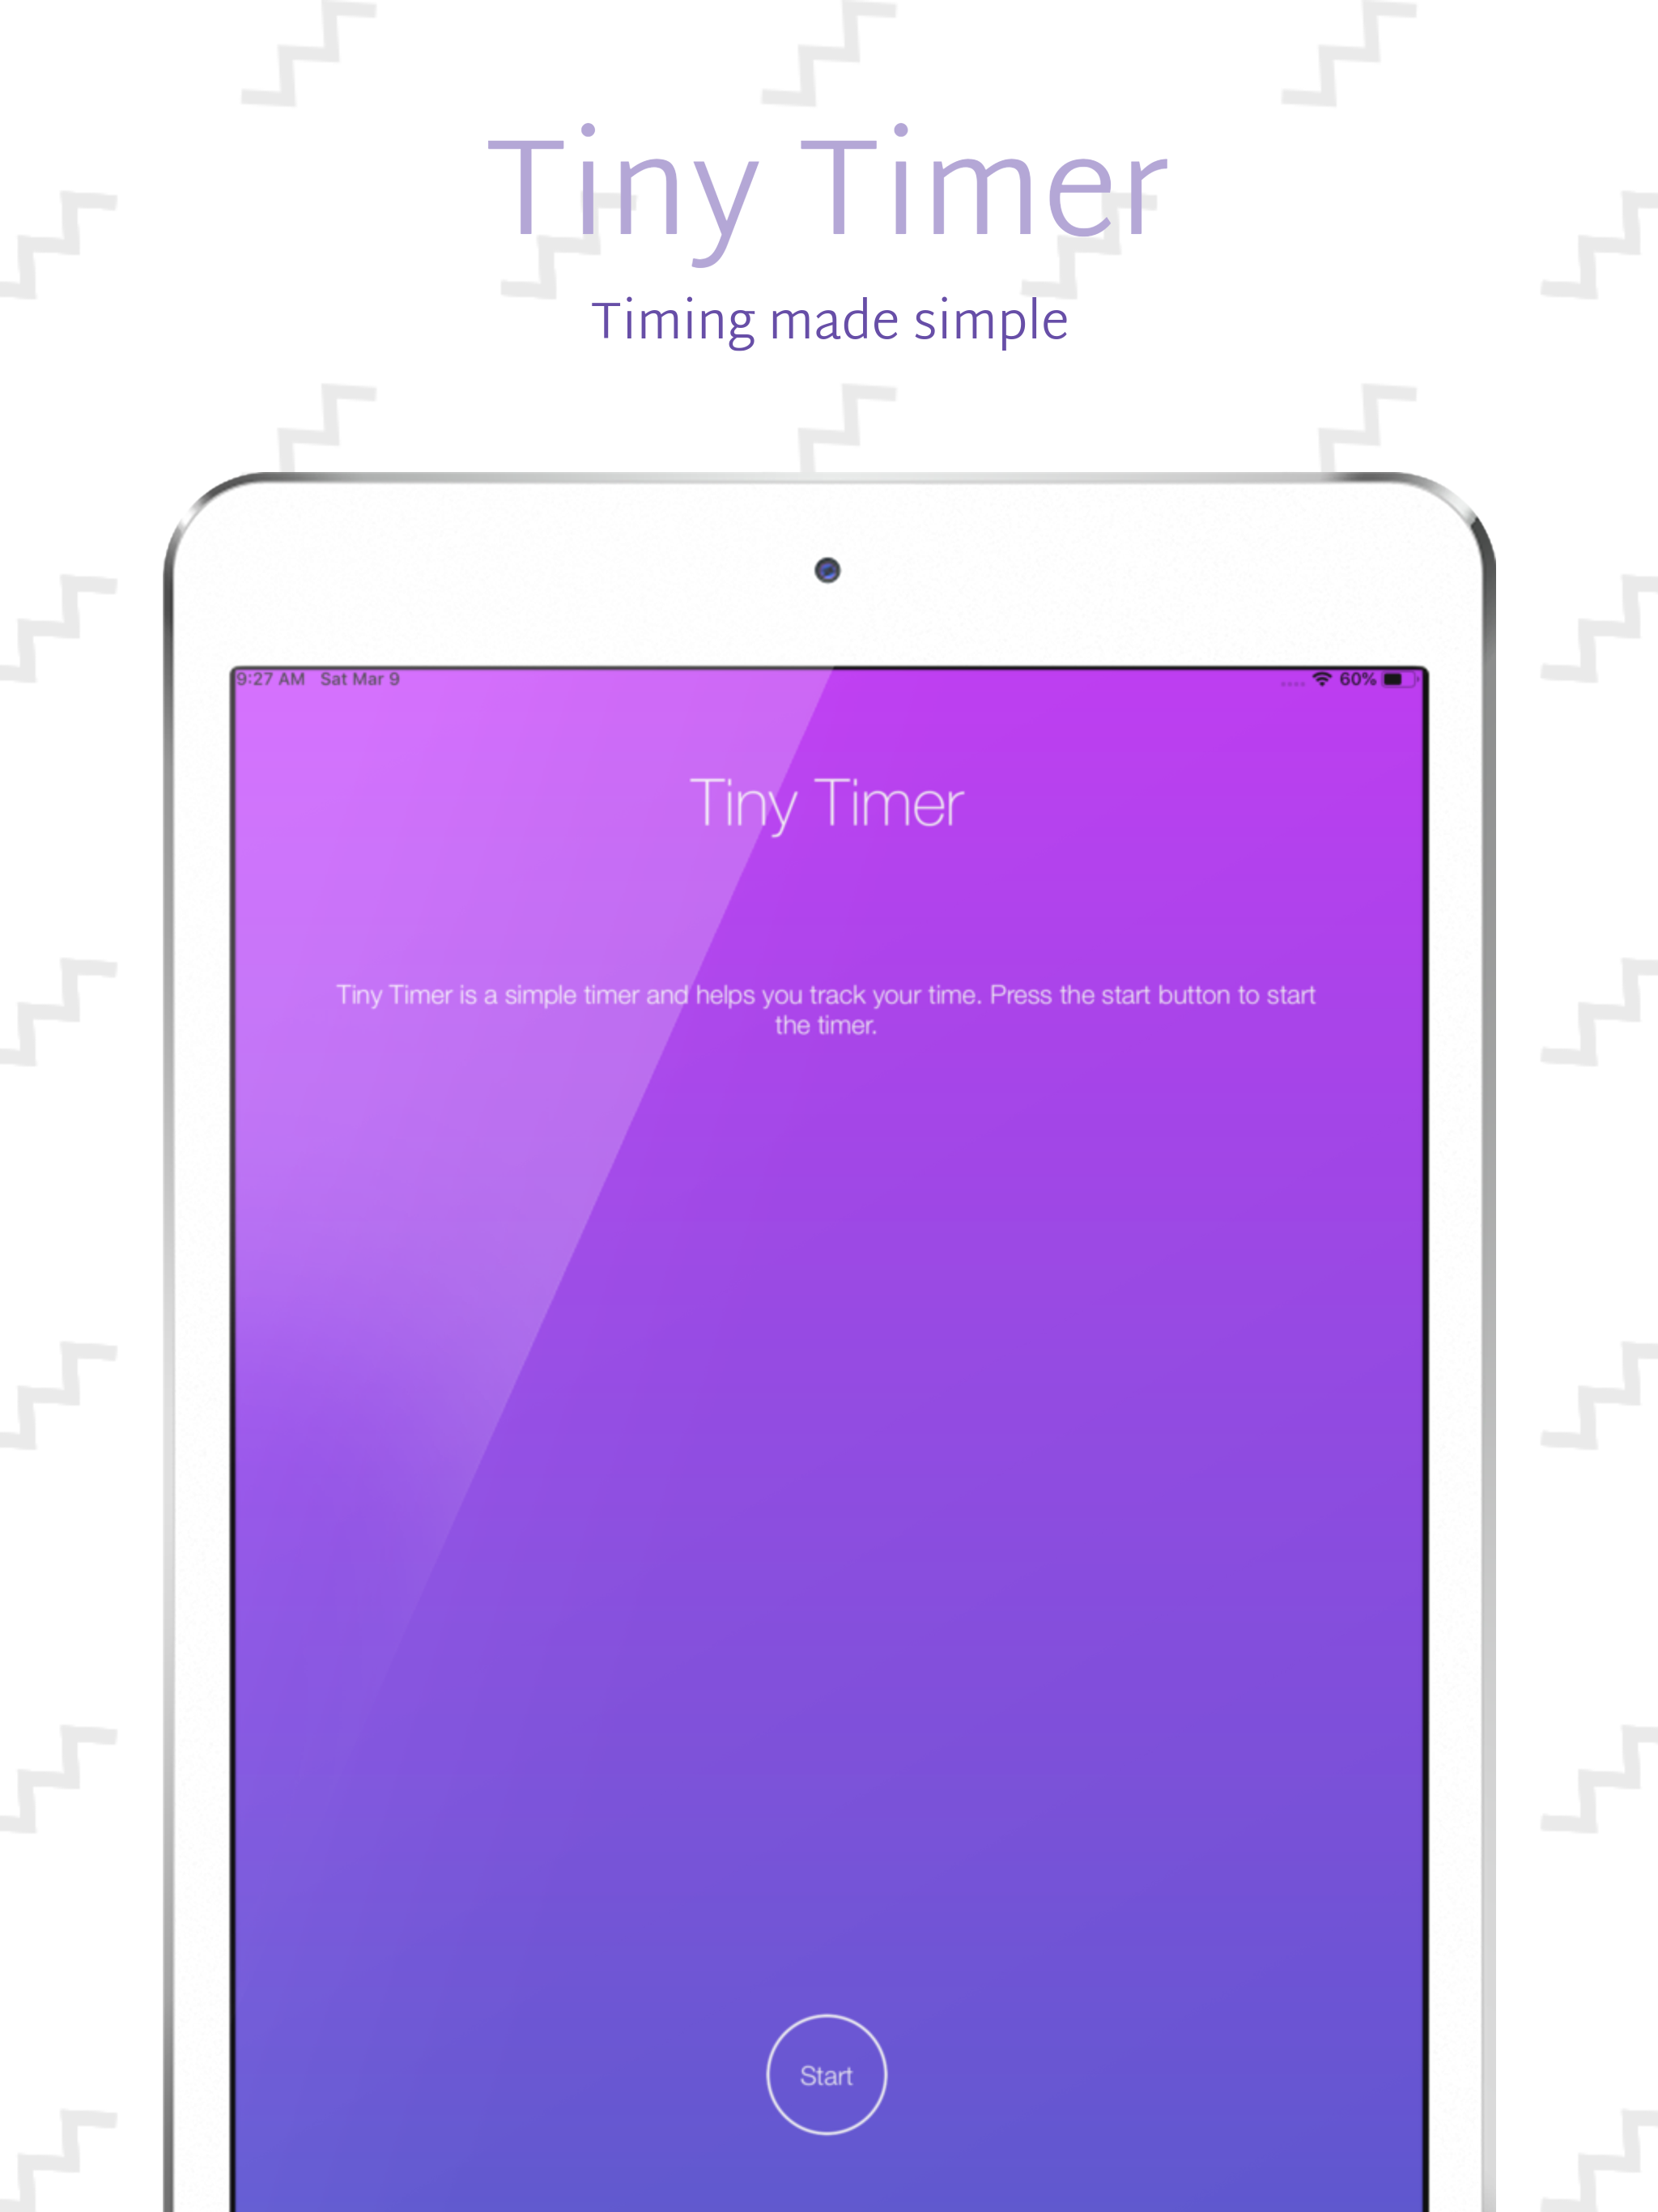 Tiny Timer
Timing made simple
9:27 AM Sat Mar 9
60%
Tiny Timer
Tiny Timer is a simple timer and helps you track your time. Press the start button to start
the timer.
Start